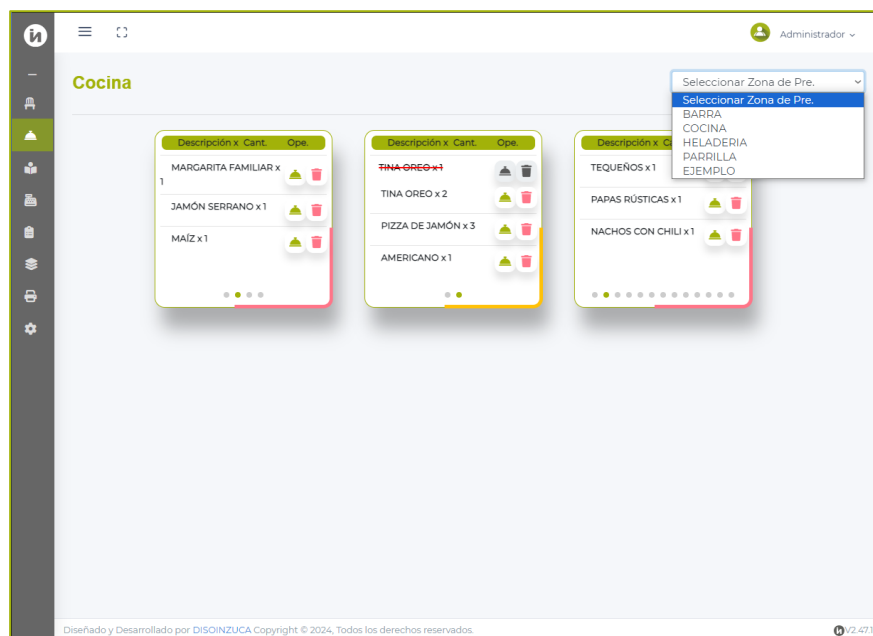 in
Administrador
Cocina
Seleccionar Zona de Pre.
Seleccionar Zona de Pre.
BARRA
COCINA
HELADERIA
PARRILLA
EJEMPLO
Descripción x Cant. Ope.
MARGARITA FAMILIAR x
1
JAMÓN SERRANO x 1
MAÍZ x 1
Descripción x Cant. Ope.
TINA OREO x 1
TINA OREO x 2
PIZZA DE JAMÓN x 3
AMERICANO x 1
Descripción x
TEQUEÑOS x 1
PAPAS RÚSTICAS x 1
NACHOS CON CHILI x 1
Diseñado y Desarrollado por DISOINZUCA Copyright © 2024, Todos los derechos reservados.
V2.47.1